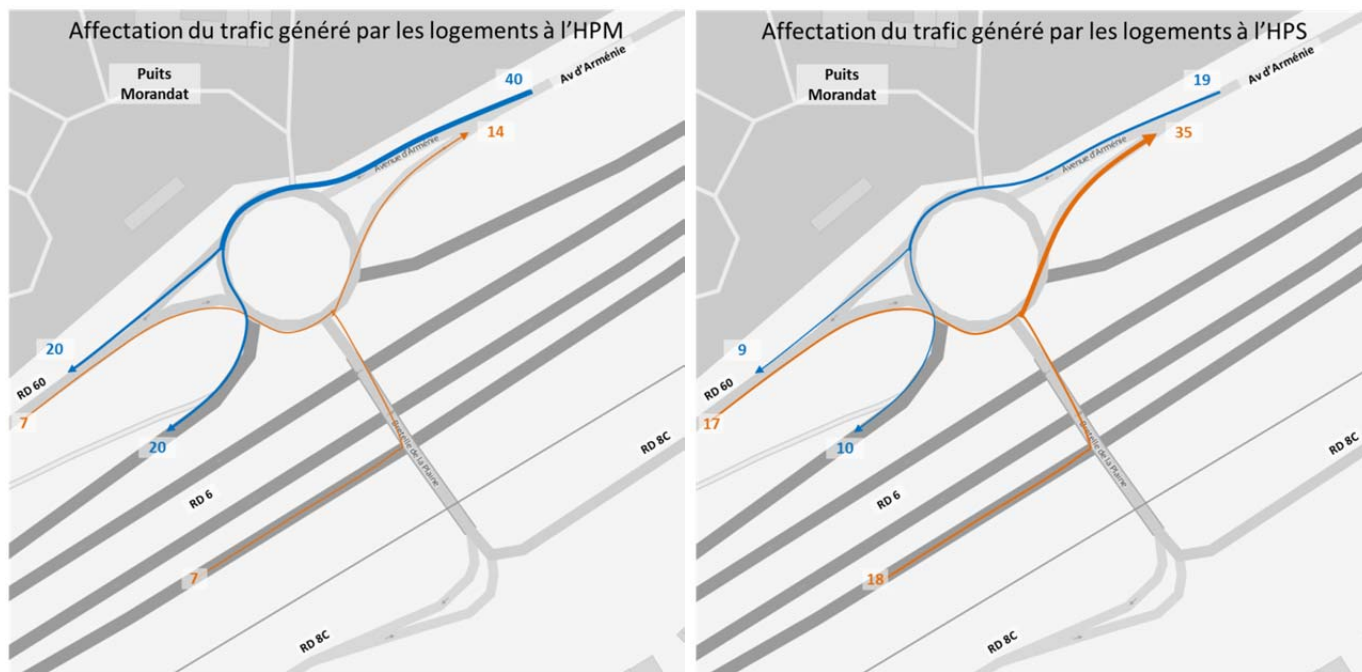 Affectation du trafic généré par les logements à l'HPM
Puits
Morandat
40
Av d'Arménie
14
Avenue d'Arménie
20
RD 60
7
20
Bretelle de la Plaine
RD 8C
RD 6
7
RD 8C
Affectation du trafic généré par les logements à l'HPS
Puits
Morandat
19
Av d'Arménie
35
Avenue d'Arménie
9
RD 60
17
10
Bretelle de la Plaine
RD 8C
RD 6
18
RD 8C